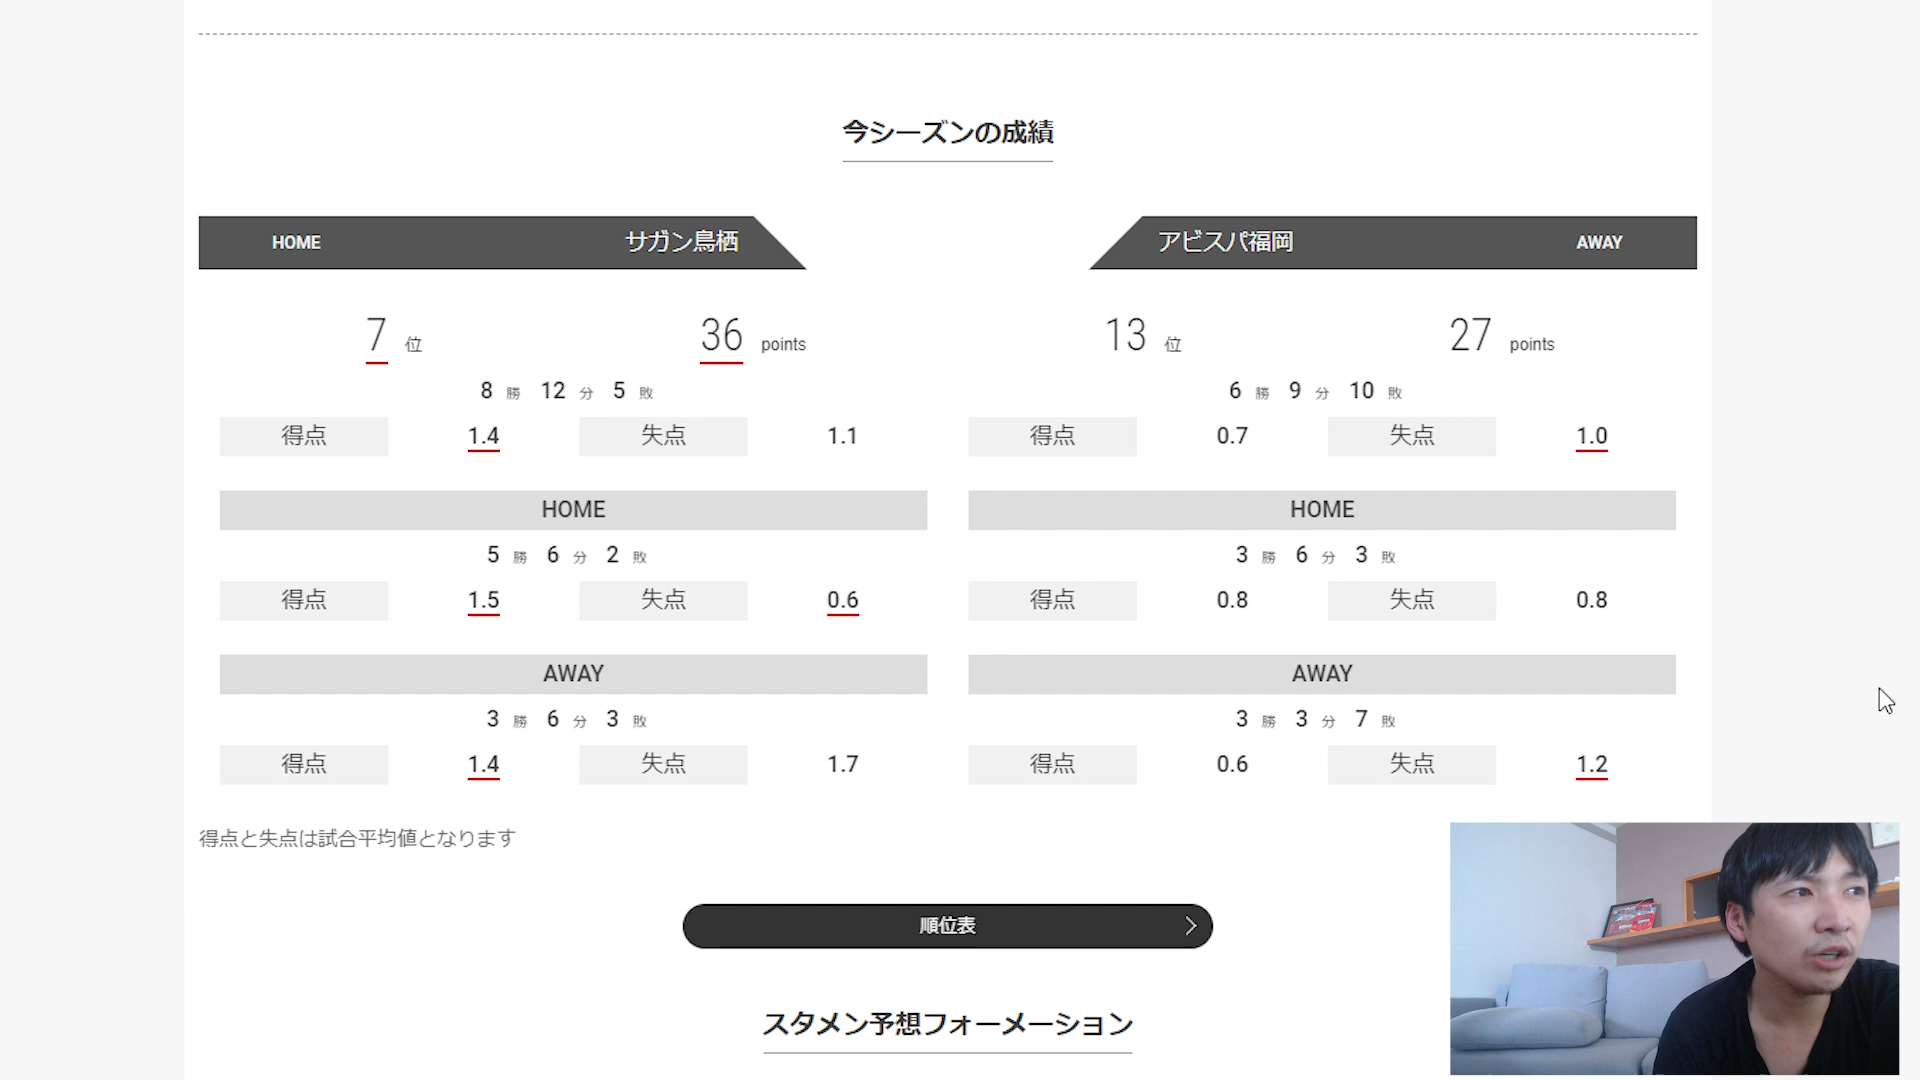 今シーズンの成績
HOME サガン鳥栖 アビスパ福岡 AWAY
7 位 36 points 13 位 27 points
8 勝 12 分 5 敗 6 勝 9 分 10 敗
得点 1.4 失点 1.1 得点 0.7 失点 1.0
HOME HOME
5 勝 6 分 2 敗 3 勝 6 分 3 敗
得点 1.5 失点 0.6 得点 0.8 失点 0.8
AWAY AWAY
3 勝 6 分 3 敗 3 勝 3 分 7 敗
得点 1.4 失点 1.7 得点 0.6 失点 1.2
得点と失点は試合平均値となります
順位表
スタメン予想フォーメーション